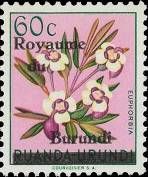 60c
Royaume
du
EUPHORBIA
Burundi
RUANDA URUNDI
COURVOISIER S.A.